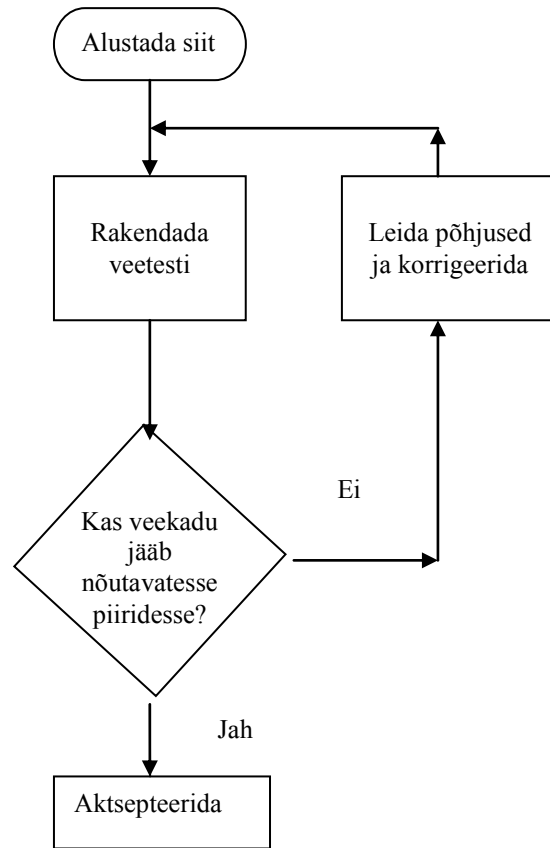 Alustada siit
Rakendada
veetesti
Leida põhjused
ja korrigeerida
Kas veekadu
jääb
nõutavatesse
piiridesse?
Ei
Jah
Aktsepteerida